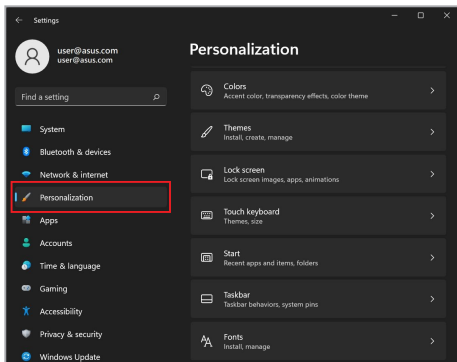 Settings
user@asus.com
user@asus.com
Find a setting
System
Bluetooth & devices
Network & internet
Personalization
Apps
Accounts
Time & language
Gaming
Accessibility
Privacy & security
Windows Update
Personalization
Colors
Accent color, transparency effects, color theme
Themes
Install, create, manage
Lock screen
Lock screen images, apps, animations
Touch keyboard
Themes, size
Start
Recent apps and items, folders
Taskbar
Taskbar behaviors, system pins
Fonts
Install, manage